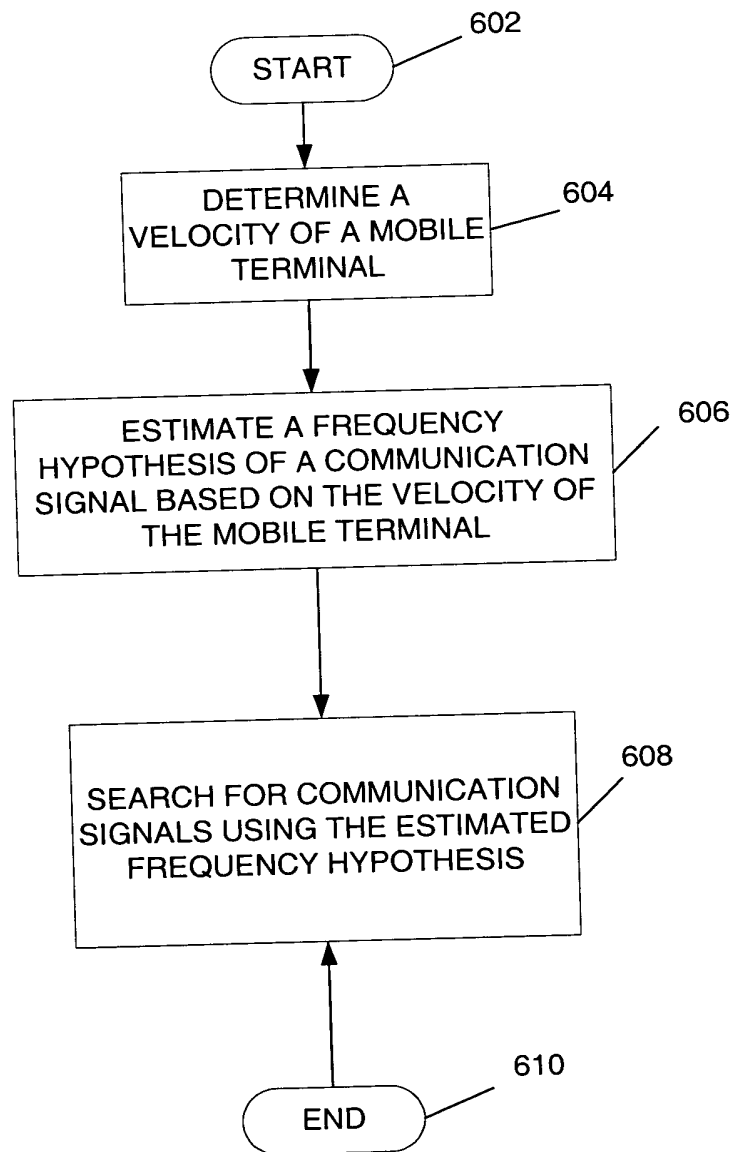 602
START
604
DETERMINE A
VELOCITY OF A MOBILE
TERMINAL
606
ESTIMATE A FREQUENCY
HYPOTHESIS OF A COMMUNICATION
SIGNAL BASED ON THE VELOCITY OF
THE MOBILE TERMINAL
608
SEARCH FOR COMMUNICATION
SIGNALS USING THE ESTIMATED
FREQUENCY HYPOTHESIS
610
END